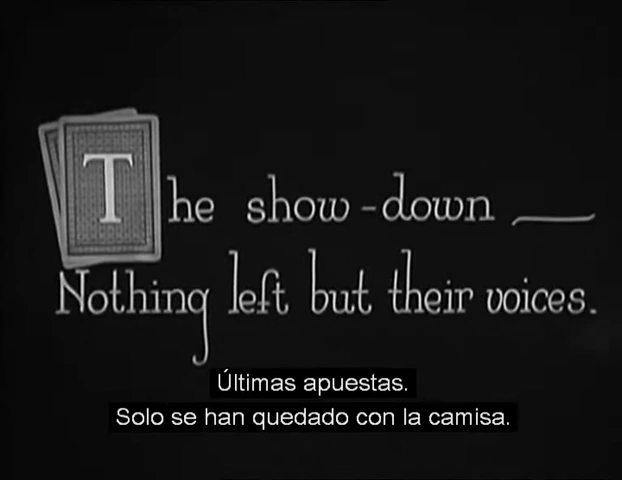 The show-down —
Nothing left but their voices.
Últimas apuestas.
Solo se han quedado con la camisa.